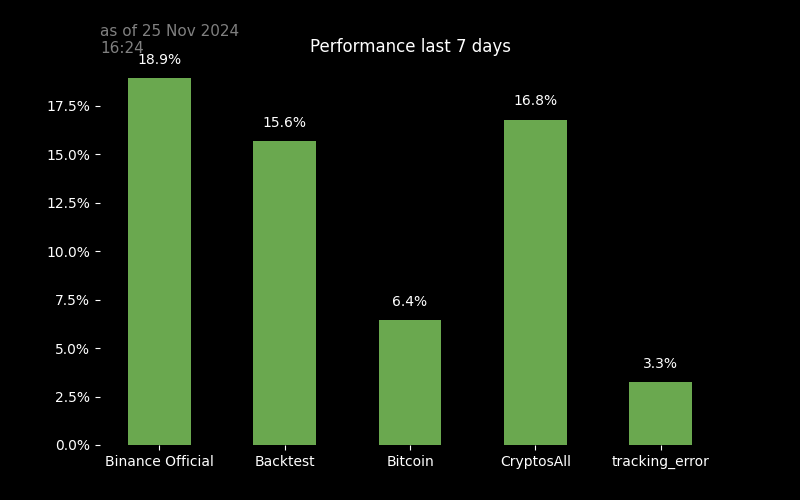 as of 25 Nov 2024
16:24
Performance last 7 days
18.9%
15.6%
6.4%
16.8%
3.3%
17.5%
15.0%
12.5%
10.0%
7.5%
5.0%
2.5%
0.0%
Binance Official
Backtest
Bitcoin
CryptosAll
tracking_error